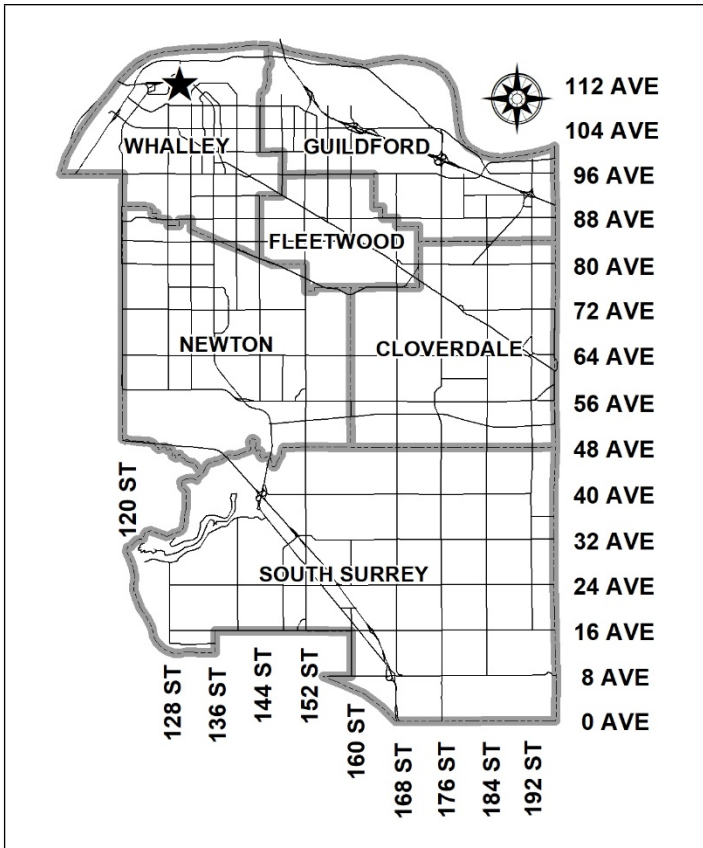 112 AVE
104 AVE
WHALLEY
GUILDFORD
96 AVE
88 AVE
FLEETWOOD
80 AVE
72 AVE
NEWTON
CLOVERDALE
64 AVE
56 AVE
48 AVE
120 ST
40 AVE
32 AVE
SOUTH SURREY
24 AVE
16 AVE
8 AVE
0 AVE
128 ST
136 ST
144 ST
152 ST
160 ST
168 ST
176 ST
184 ST
192 ST